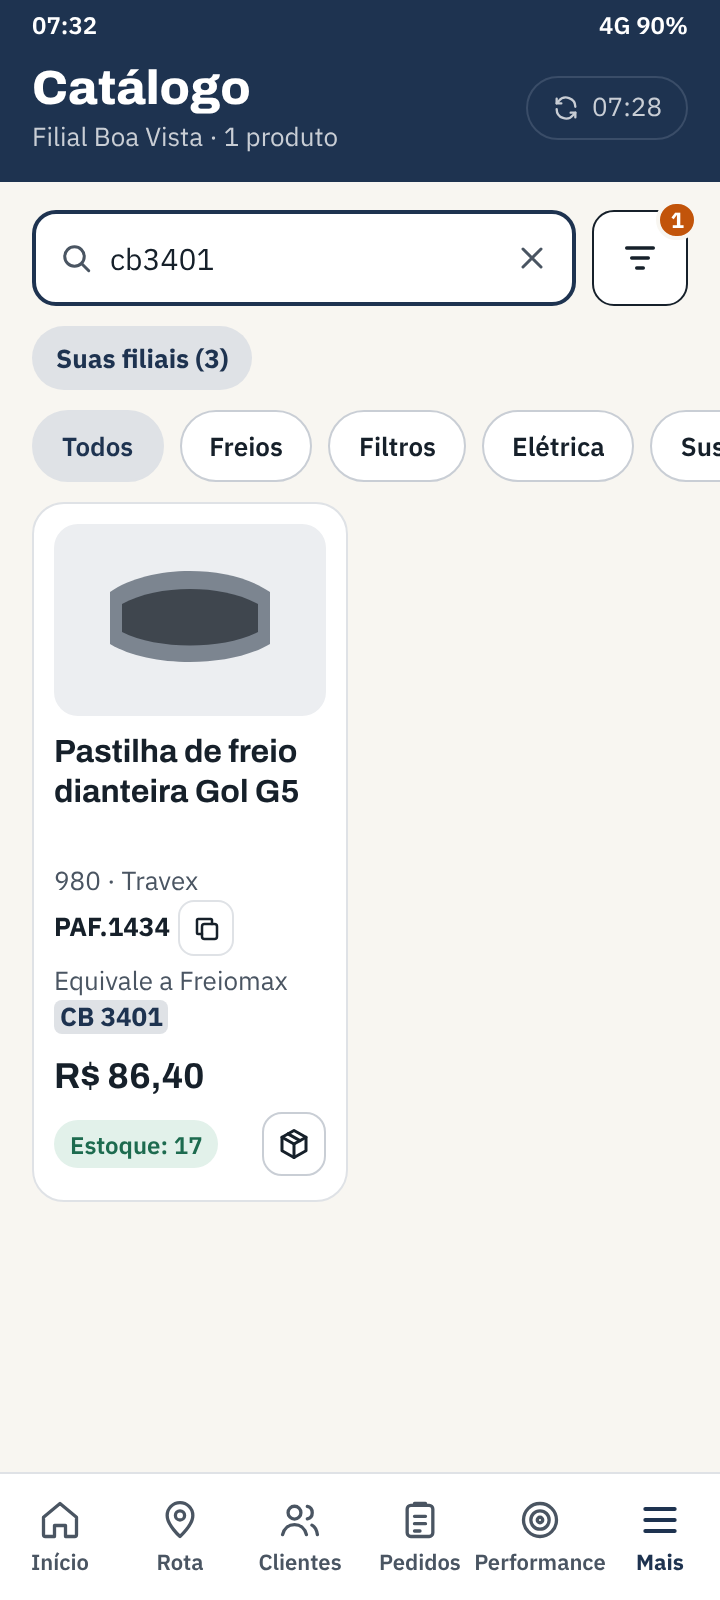 07:32
4G 90%
Catálogo
Filial Boa Vista · 1 produto
07:28
cb3401
1
Suas filiais (3)
Todos
Freios
Filtros
Elétrica
Sus
Pastilha de freio
dianteira Gol G5
980 · Travex
PAF.1434
Equivale a Freiomax
CB 3401
R$ 86,40
Estoque: 17
Início
Rota
Clientes
Pedidos
Performance
Mais